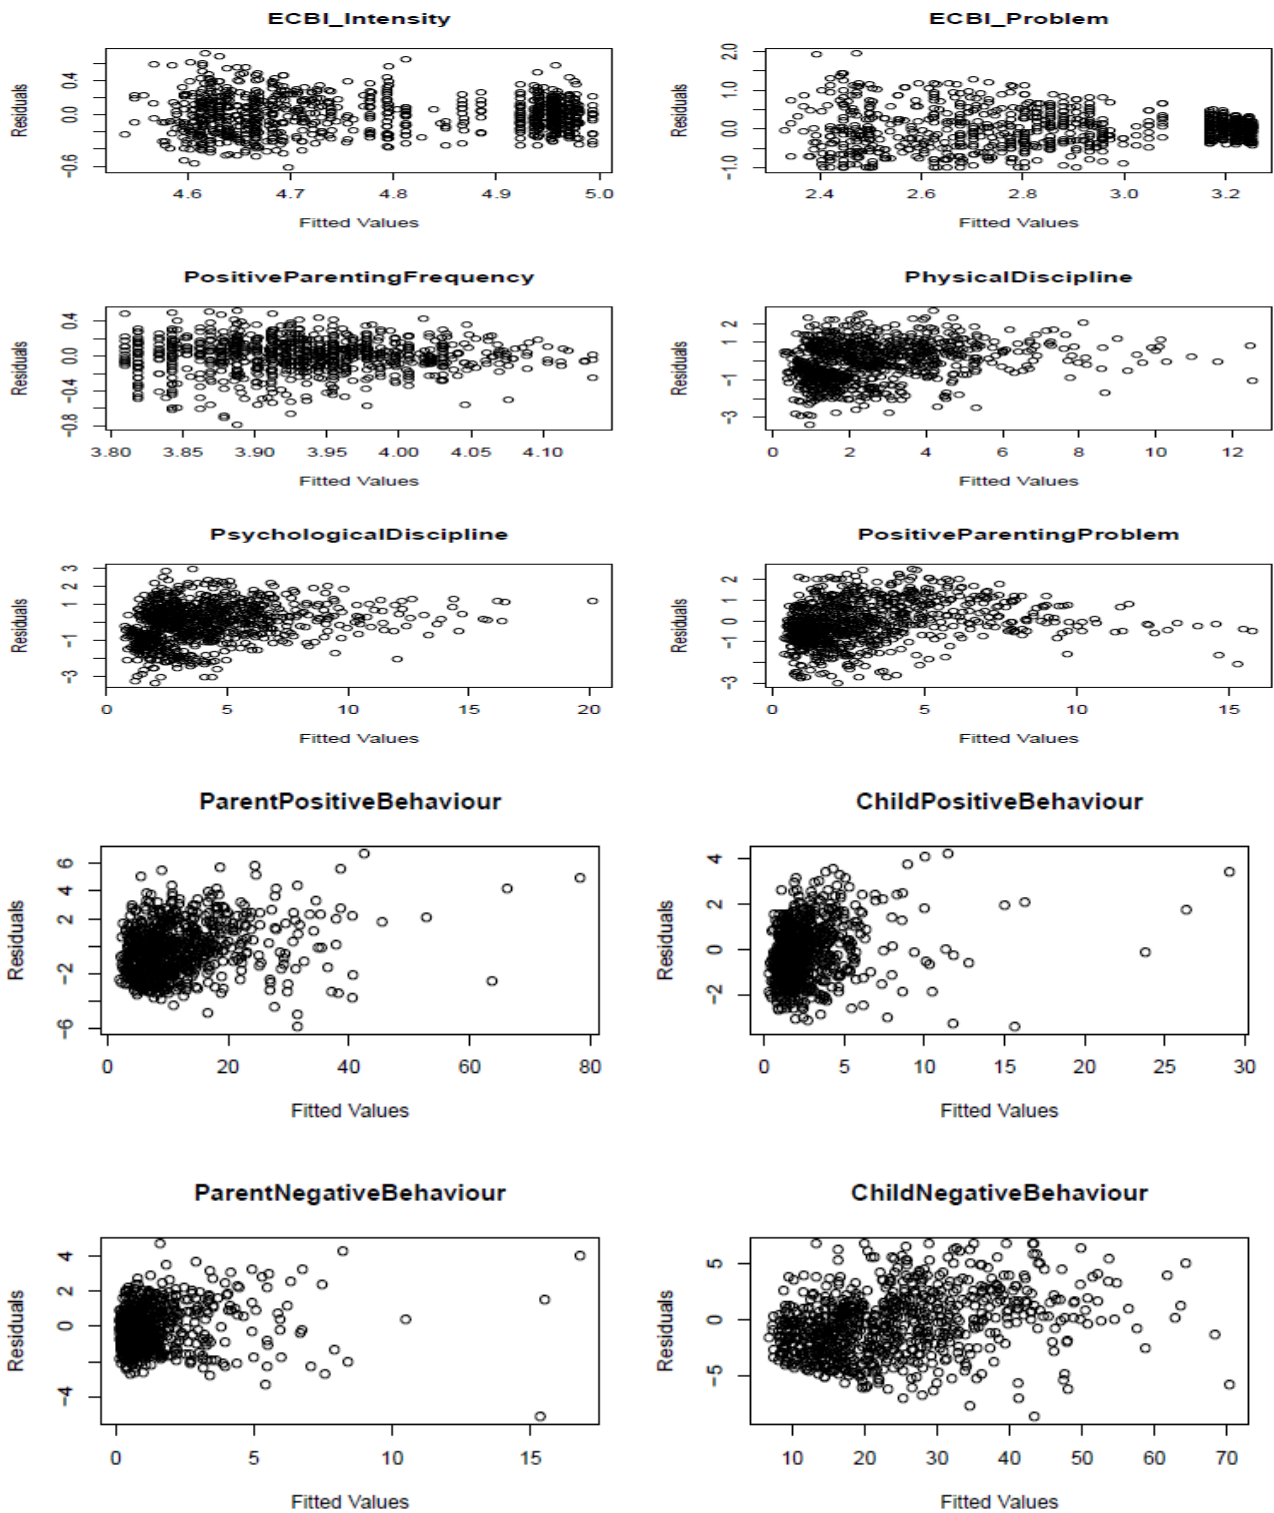 ECBI_Intensity
Residuals
0.4
0.0
-0.6
4.6 4.7 4.8 4.9 5.0
Fitted Values
ECBI_Problem
Residuals
2.0
1.0
0.0
-1.0
2.4 2.6 2.8 3.0 3.2
Fitted Values
PositiveParentingFrequency
Residuals
0.4
0.0
-0.4
-0.8
3.80 3.85 3.90 3.95 4.00 4.05 4.10
Fitted Values
PhysicalDiscipline
Residuals
2
1
-1
-3
0 2 4 6 8 10 12
Fitted Values
PsychologicalDiscipline
Residuals
3
2
1
-1
-3
0 5 10 15 20
Fitted Values
PositiveParentingProblem
Residuals
2
1
0
-1
-3
0 5 10 15
Fitted Values
ParentPositiveBehaviour
Residuals
6
4
2
-2
-6
0 20 40 60 80
Fitted Values
ChildPositiveBehaviour
Residuals
4
2
0
-2
0 5 10 15 20 25 30
Fitted Values
ParentNegativeBehaviour
Residuals
4
2
0
-4
0 5 10 15
Fitted Values
ChildNegativeBehaviour
Residuals
5
0
-5
10 20 30 40 50 60 70
Fitted Values